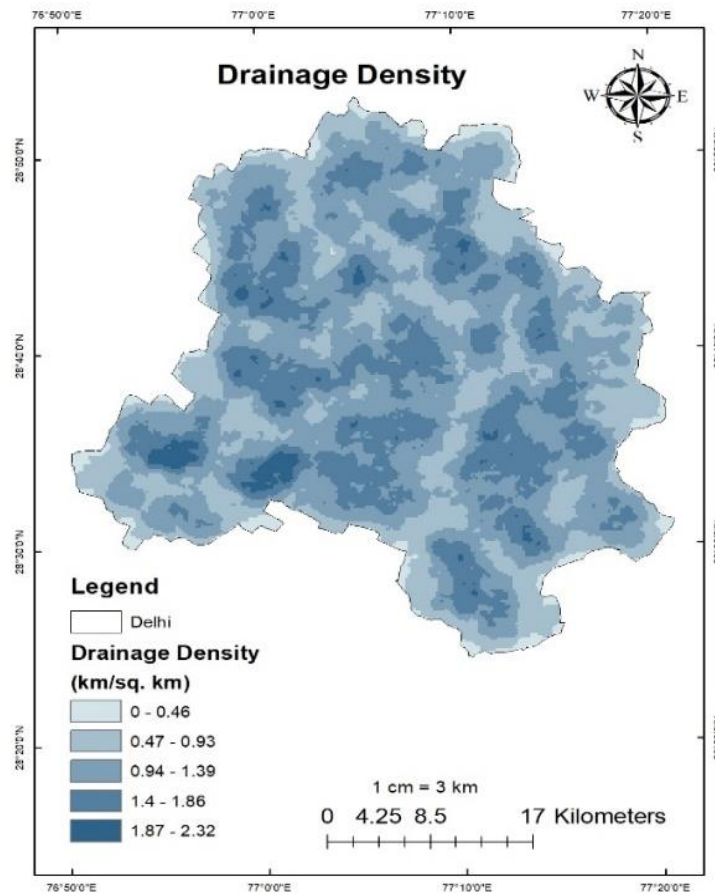 76°50'0"E 77°0'0"E 77°10'0"E 77°20'0"E
Drainage Density
N
W E
S
28°50'0"N
28°40'0"N
28°30'0"N
28°20'0"N
Legend
Delhi
Drainage Density
(km/sq. km)
0 - 0.46
0.47 - 0.93
0.94 - 1.39
1.4 - 1.86
1.87 - 2.32
1 cm = 3 km
0 4.25 8.5 17 Kilometers
76°50'0"E 77°0'0"E 77°10'0"E 77°20'0"E